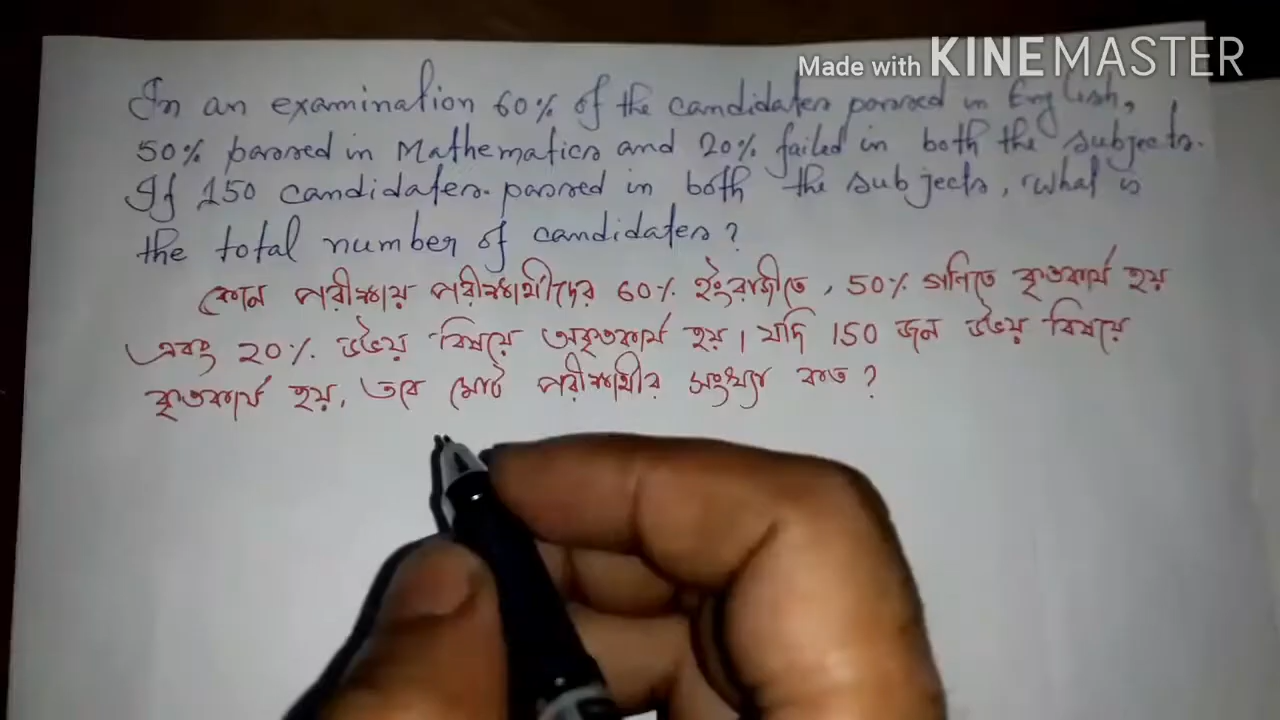 Made with KINEMASTER
In an examination 60% of the candidates passed in English,
50% passed in Mathematics and 20% failed in both the subjects.
If 150 candidates passed in both the subjects, what is
the total number of candidates?
কোন পরীক্ষায় পরীক্ষার্থীদের 60% ইংরাজীতে, 50% গনিতে কৃতকার্য হয়
এবং 20% উভয় বিষয়ে অকৃতকার্য হয়। যদি 150 জন উভয় বিষয়ে
কৃতকার্য হয়, তবে মোট পরীক্ষার্থীর সংখ্যা কত?